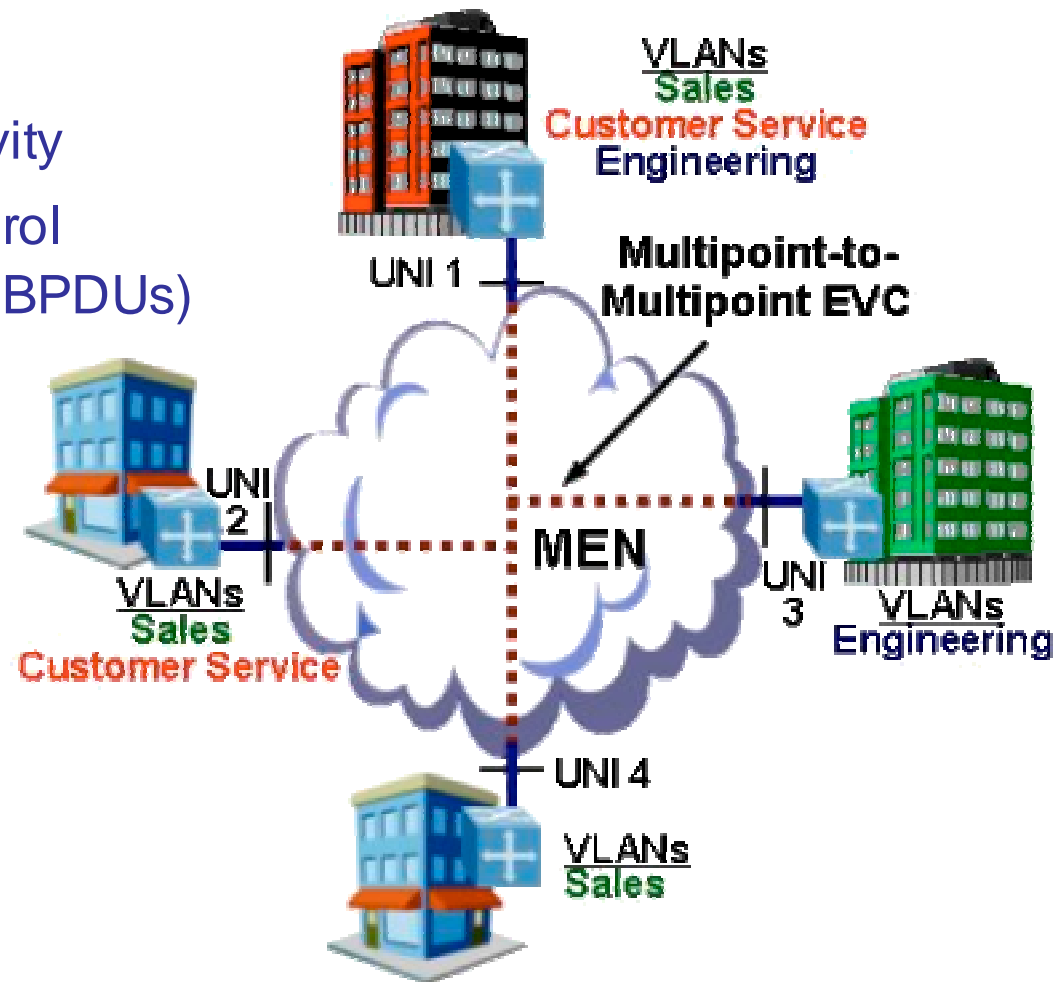 VLANs
Sales
Customer Service
Engineering
vity
rol
BPDUs)
UNI 1
Multipoint-to-
Multipoint EVC
UNI
2
MEN
UNI
3
VLANs
Sales
Customer Service
VLANs
Engineering
UNI 4
VLANs
Sales